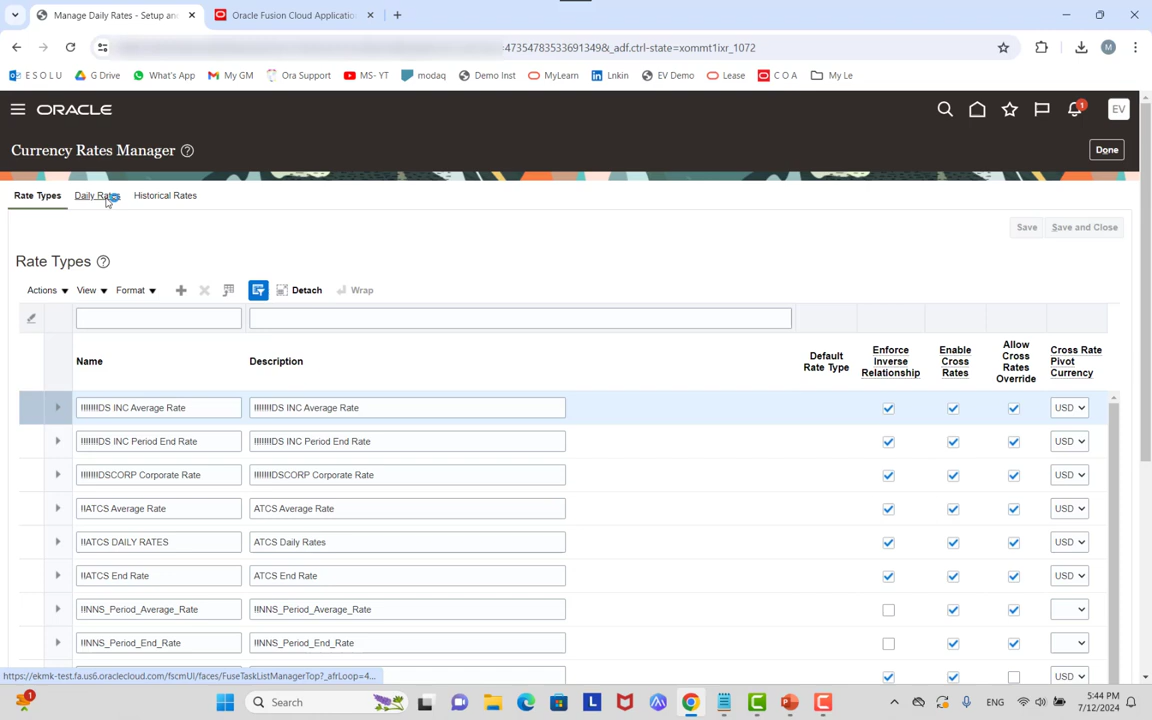 Manage Daily Rates - Setup an
Oracle Fusion Cloud Application
:473547835336913498&_adf.ctrl-state=xommt1ixr_1072
M
E S O L U
G Drive
What's App
My GM
Ora Support
MS- YT
modaq
Demo Inst
MyLearn
Lnkin
EV Demo
Lease
C O A
My Le
ORACLE
1
EV
Currency Rates Manager
Done
Rate Types
Daily Rates
Historical Rates
Save
Save and Close
Rate Types
Actions
View
Format
Detach
Wrap
Name
Description
Default Rate Type
Enforce Inverse Relationship
Enable Cross Rates
Allow Cross Rates Override
Cross Rate Pivot Currency
!!!!!!!DS INC Average Rate !!!!!!!DS INC Average Rate USD
!!!!!!!DS INC Period End Rate !!!!!!!DS INC Period End Rate USD
!!!!!!!DSCORP Corporate Rate !!!!!!!DSCORP Corporate Rate USD
!!ATCS Average Rate ATCS Average Rate USD
!!ATCS DAILY RATES ATCS Daily Rates USD
!!ATCS End Rate ATCS End Rate USD
!!NNS_Period_Average_Rate !!NNS_Period_Average_Rate
!!NNS_Period_End_Rate !!NNS_Period_End_Rate
USD
https://ekmk-test.fa.us6.oraclecloud.com/fscmUI/faces/FuseTaskListManagerTop?_afrLoop=4...
1
Search
L
ENG
5:44 PM
7/12/2024